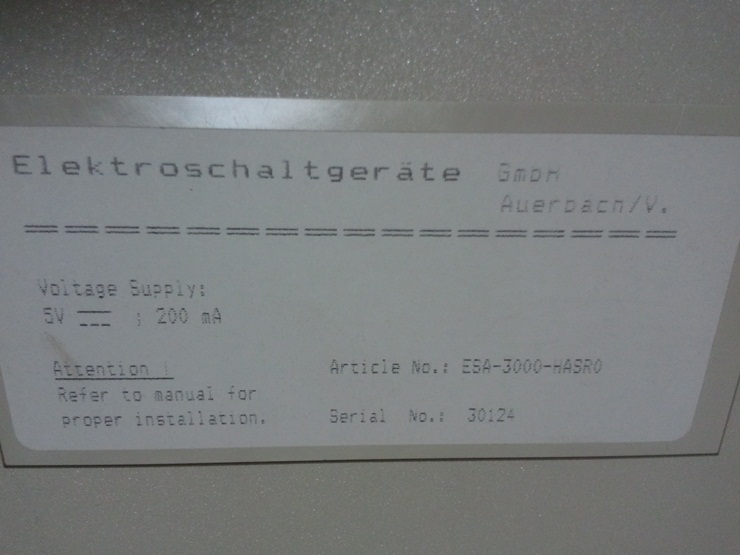 Elektroschaltgeräte GmbH
Auerbach/V.
Voltage Supply:
5V ⎓ ; 200 mA
Attention !
Refer to manual for
proper installation.
Article No.: ESA-3000-HASRO
Serial No.: 30124